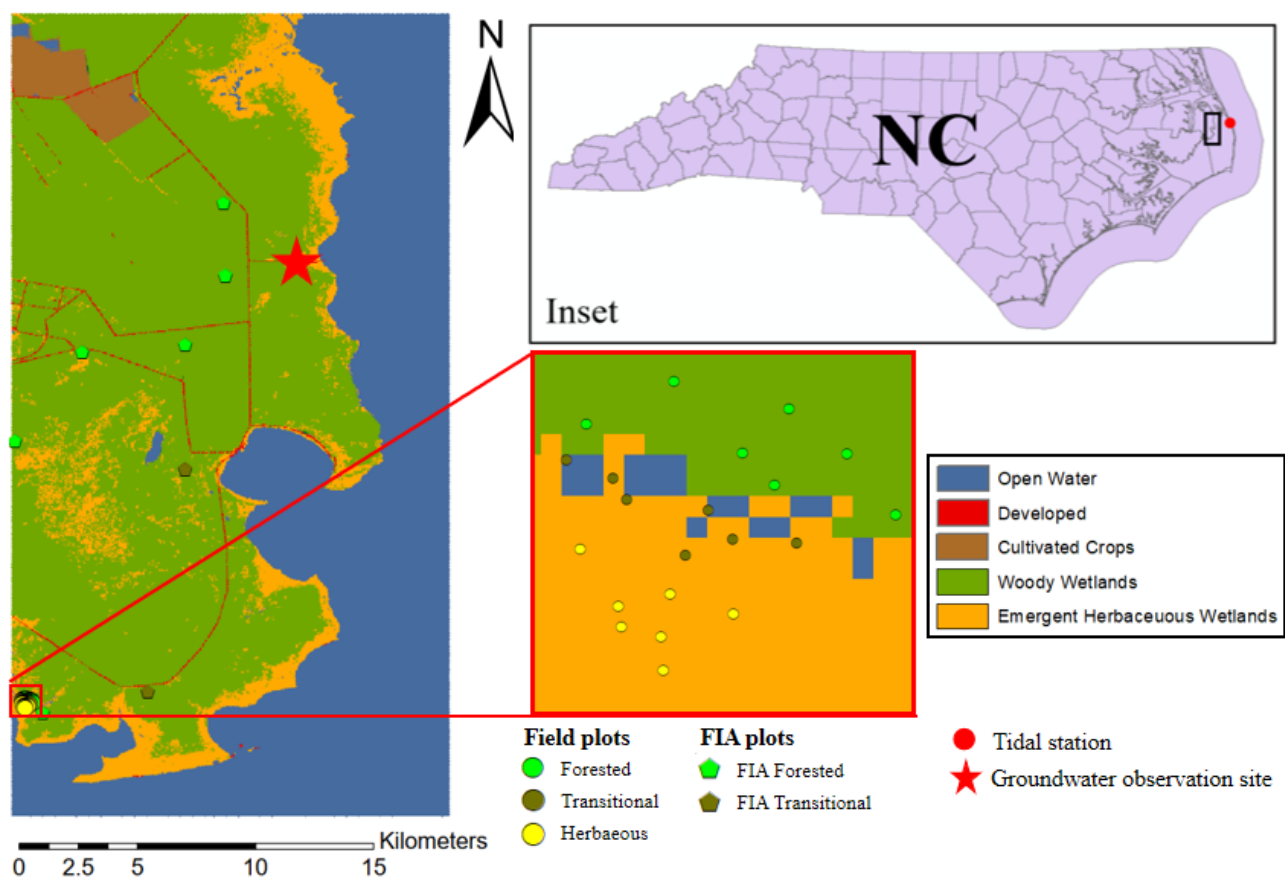 N
NC
Inset
Open Water
Developed
Cultivated Crops
Woody Wetlands
Emergent Herbaceuous Wetlands
Field plots
Forested
Transitional
Herbaeous
FIA plots
FIA Forested
FIA Transitional
Tidal station
Groundwater observation site
Kilometers
0 2.5 5 10 15